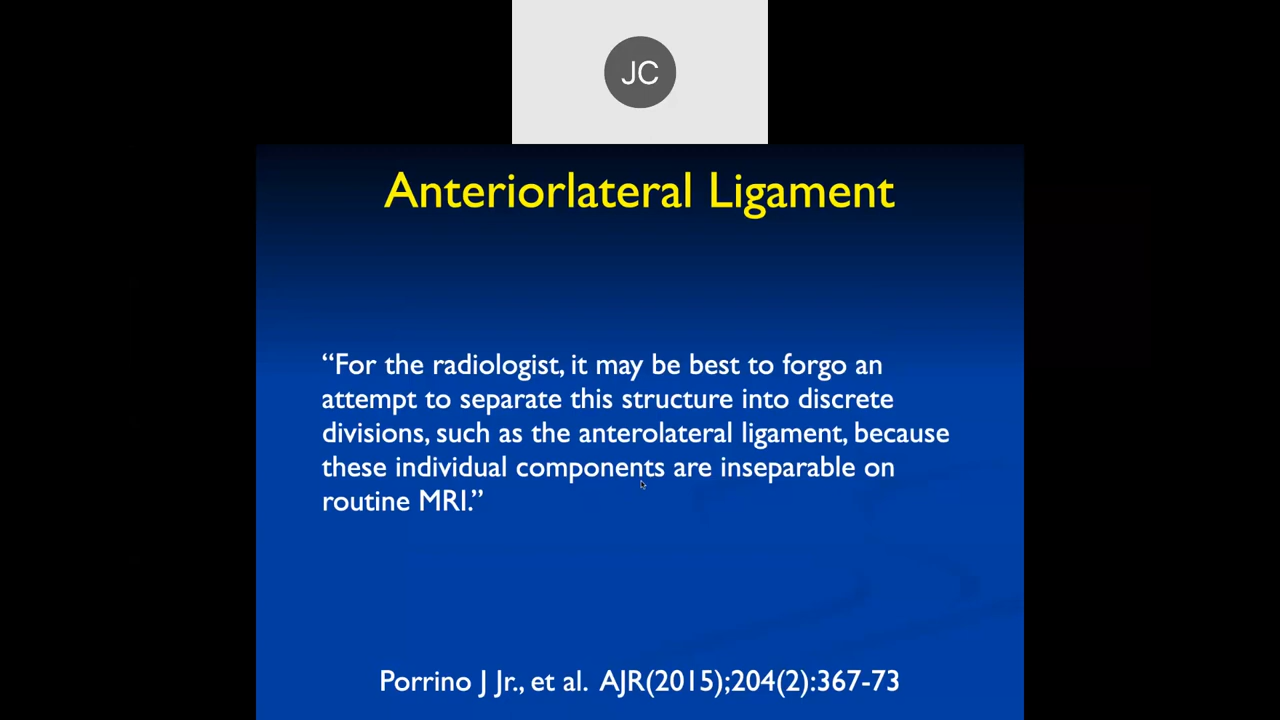 JC
Anteriorlateral Ligament
“For the radiologist, it may be best to forgo an
attempt to separate this structure into discrete
divisions, such as the anterolateral ligament, because
these individual components are inseparable on
routine MRI.”
Porrino J Jr., et al. AJR(2015);204(2):367-73